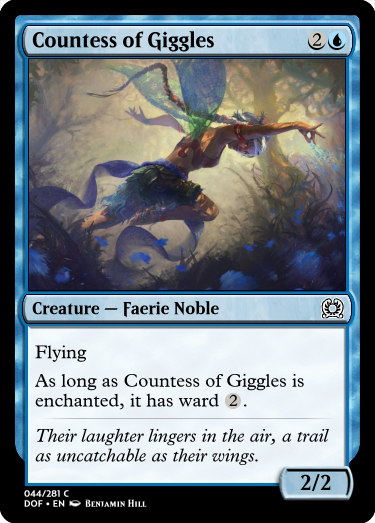 Countess of Giggles 2
Creature — Faerie Noble
Flying
As long as Countess of Giggles is
enchanted, it has ward 2.
Their laughter lingers in the air, a trail
as uncatchable as their wings.
2/2
044/281 C
DOF • EN Benjamin Hill